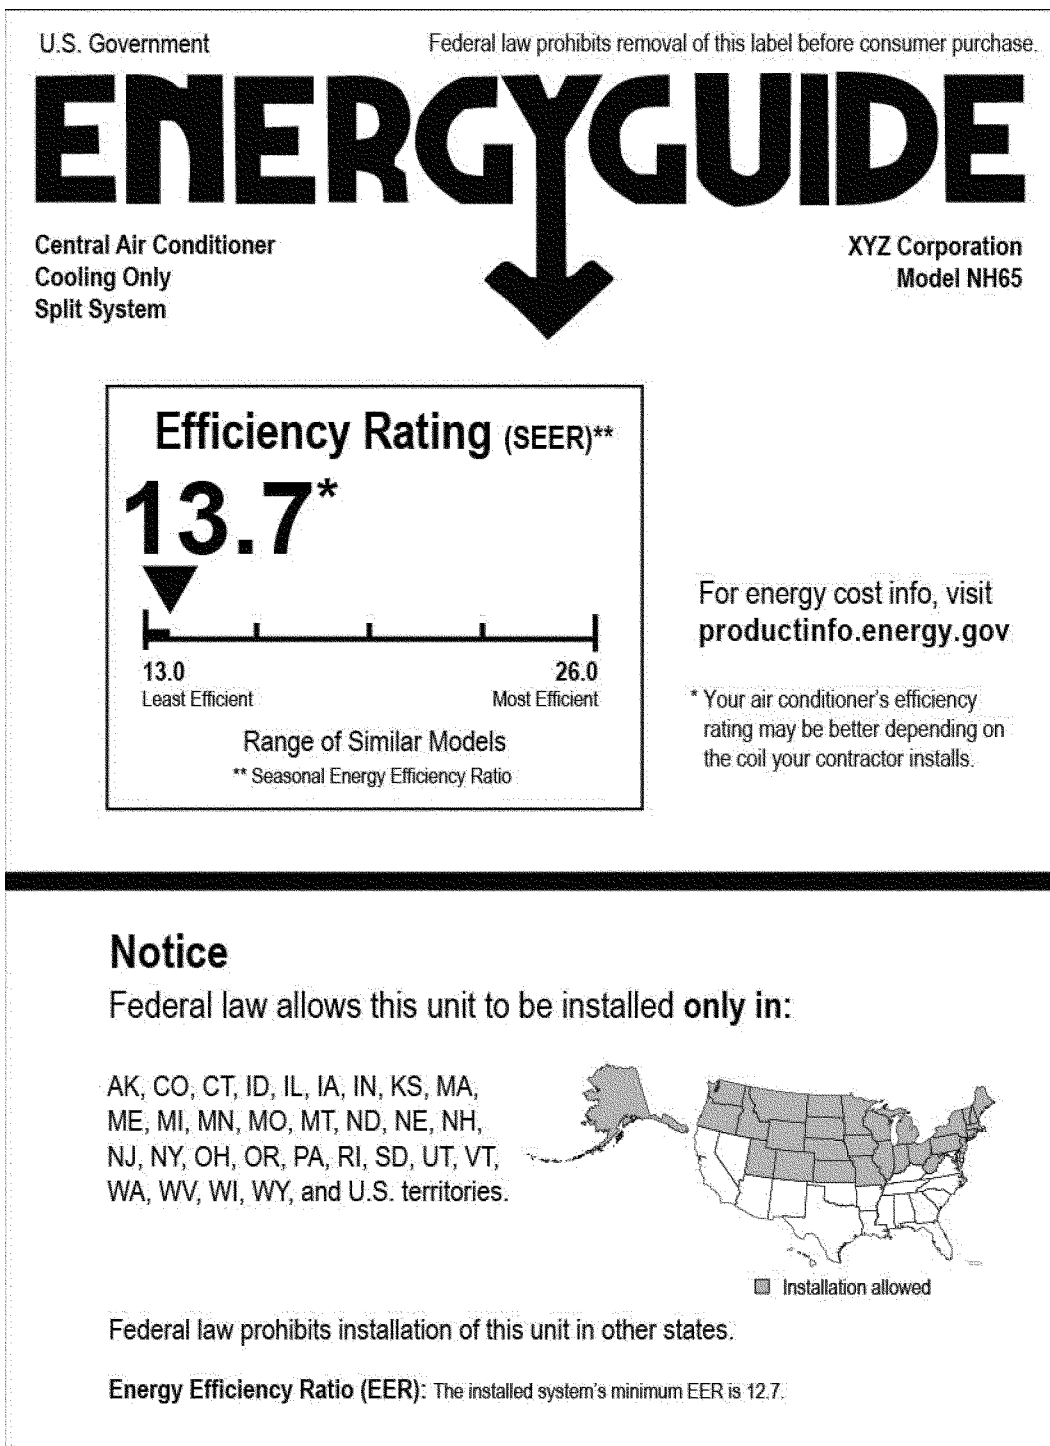 U.S. Government
Federal law prohibits removal of this label before consumer purchase.
ENERGYGUIDE
Central Air Conditioner
Cooling Only
Split System
XYZ Corporation
Model NH65
Efficiency Rating (SEER)**
13.7*
13.0
Least Efficient
26.0
Most Efficient
Range of Similar Models
** Seasonal Energy Efficiency Ratio
For energy cost info, visit
productinfo.energy.gov
* Your air conditioner's efficiency
rating may be better depending on
the coil your contractor installs.
Notice
Federal law allows this unit to be installed only in:
AK, CO, CT, ID, IL, IA, IN, KS, MA,
ME, MI, MN, MO, MT, ND, NE, NH,
NJ, NY, OH, OR, PA, RI, SD, UT, VT,
WA, WV, WI, WY, and U.S. territories.
Installation allowed
Federal law prohibits installation of this unit in other states.
Energy Efficiency Ratio (EER): The installed system's minimum EER is 12.7.